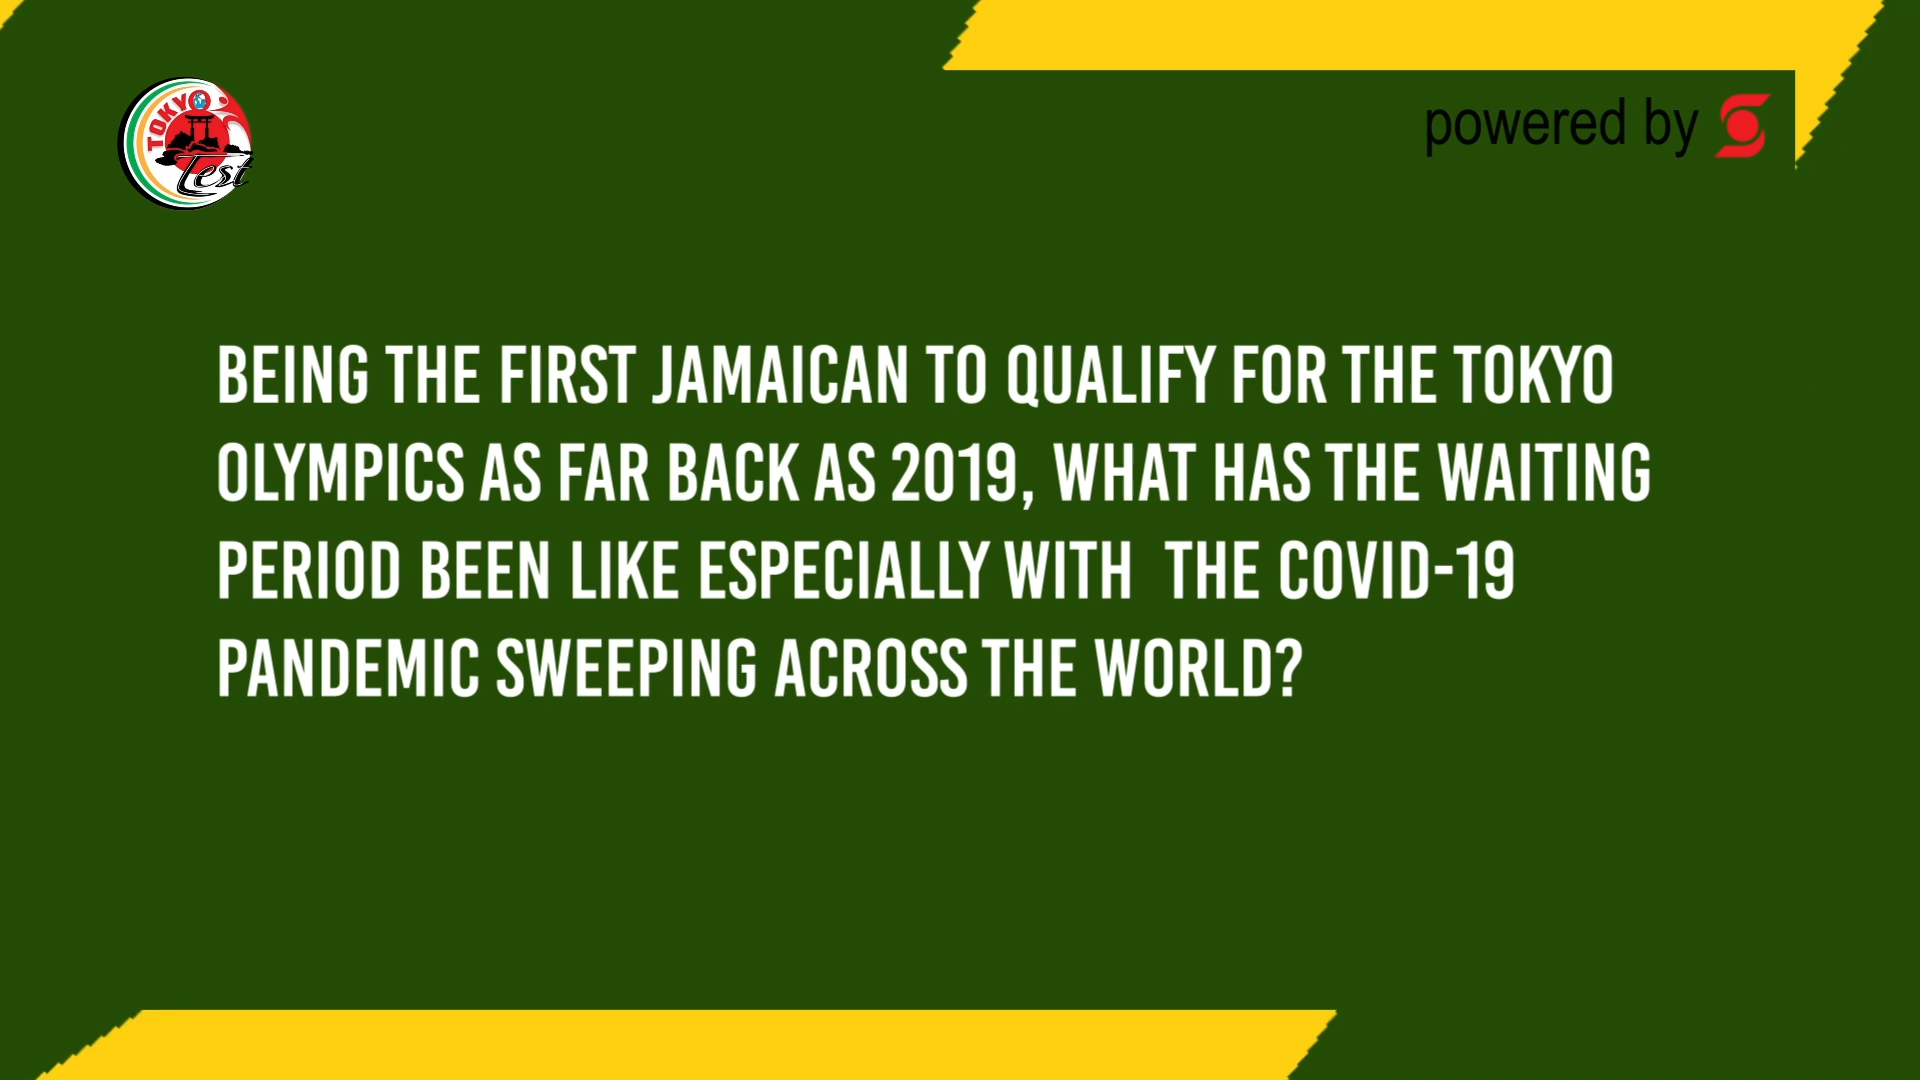 TOKYO
Test
powered by
BEING THE FIRST JAMAICAN TO QUALIFY FOR THE TOKYO
OLYMPICS AS FAR BACK AS 2019, WHAT HAS THE WAITING
PERIOD BEEN LIKE ESPECIALLY WITH  THE COVID-19
PANDEMIC SWEEPING ACROSS THE WORLD?